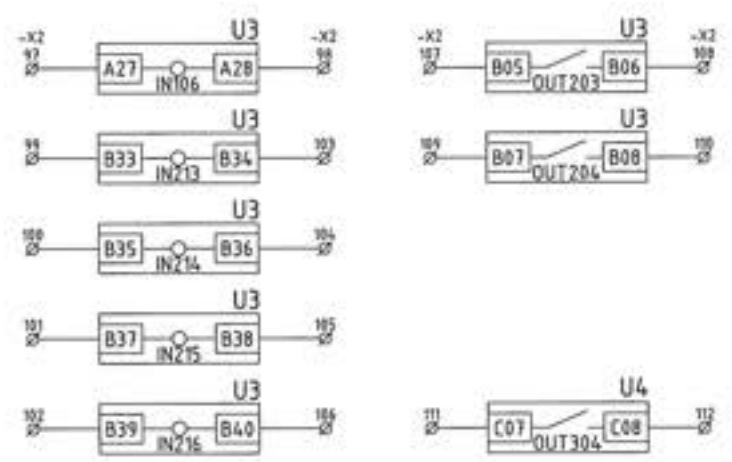 U3 U3
-X2 -X2 -X2 -X2
97 A27 A28 98 107 B05 B06 108
IN106 OUT203
U3 U3
99 B33 B34 103 109 B07 B08 110
IN213 OUT204
U3
100 B35 B36 104
IN214
U3
101 B37 B38 105
IN215
U3 U4
102 B39 B40 106 111 C07 C08 112
IN216 OUT304